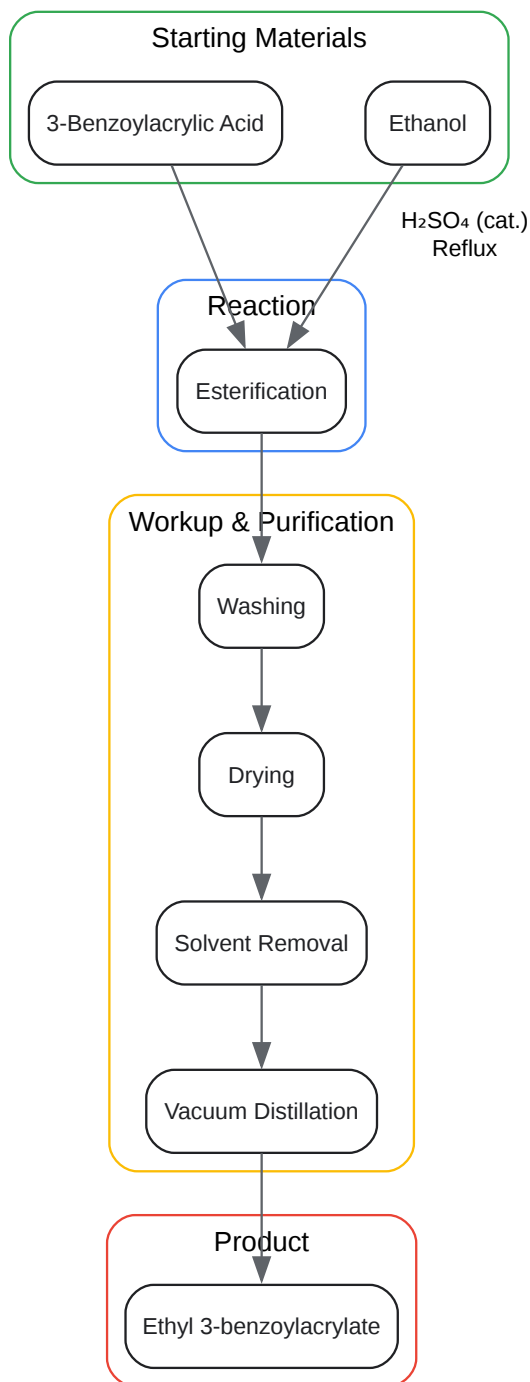 Starting Materials
3-Benzoylacrylic Acid
Ethanol
H₂SO₄ (cat.)
Reflux
Reaction
Esterification
Workup & Purification
Washing
Drying
Solvent Removal
Vacuum Distillation
Product
Ethyl 3-benzoylacrylate